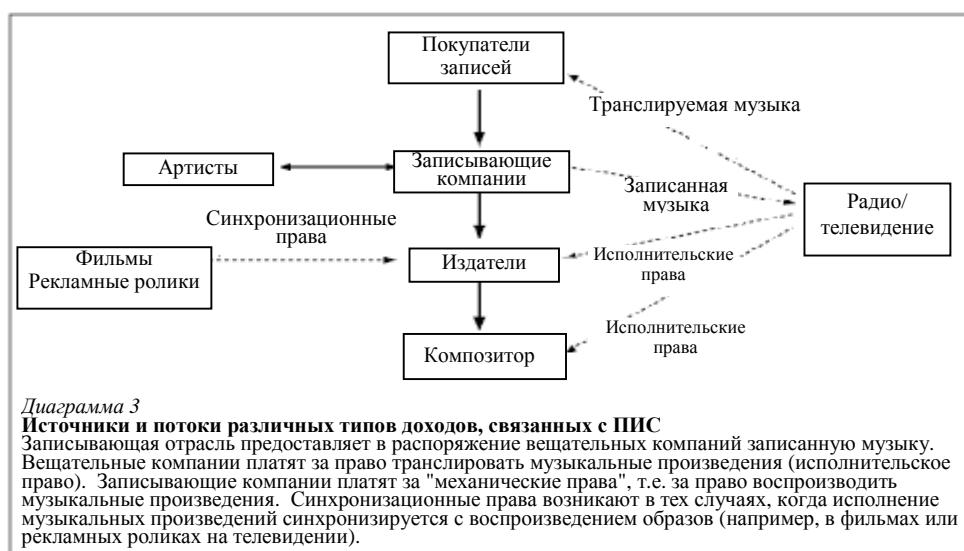 Покупатели
записей
Транслируемая музыка
Артисты
Записывающие
компании
Записанная
музыка
Радио/
телевидение
Синхронизационные
права
Фильмы
Рекламные ролики
Издатели
Исполнительские
права
Исполнительские
права
Композитор
Диаграмма 3
Источники и потоки различных типов доходов, связанных с ПИС
Записывающая отрасль предоставляет в распоряжение вещательных компаний записанную музыку.
Вещательные компании платят за право транслировать музыкальные произведения (исполнительское
право). Записывающие компании платят за "механические права", т.е. за право воспроизводить
музыкальные произведения. Синхронизационные права возникают в тех случаях, когда исполнение
музыкальных произведений синхронизируется с воспроизведением образов (например, в фильмах или
рекламных роликах на телевидении).